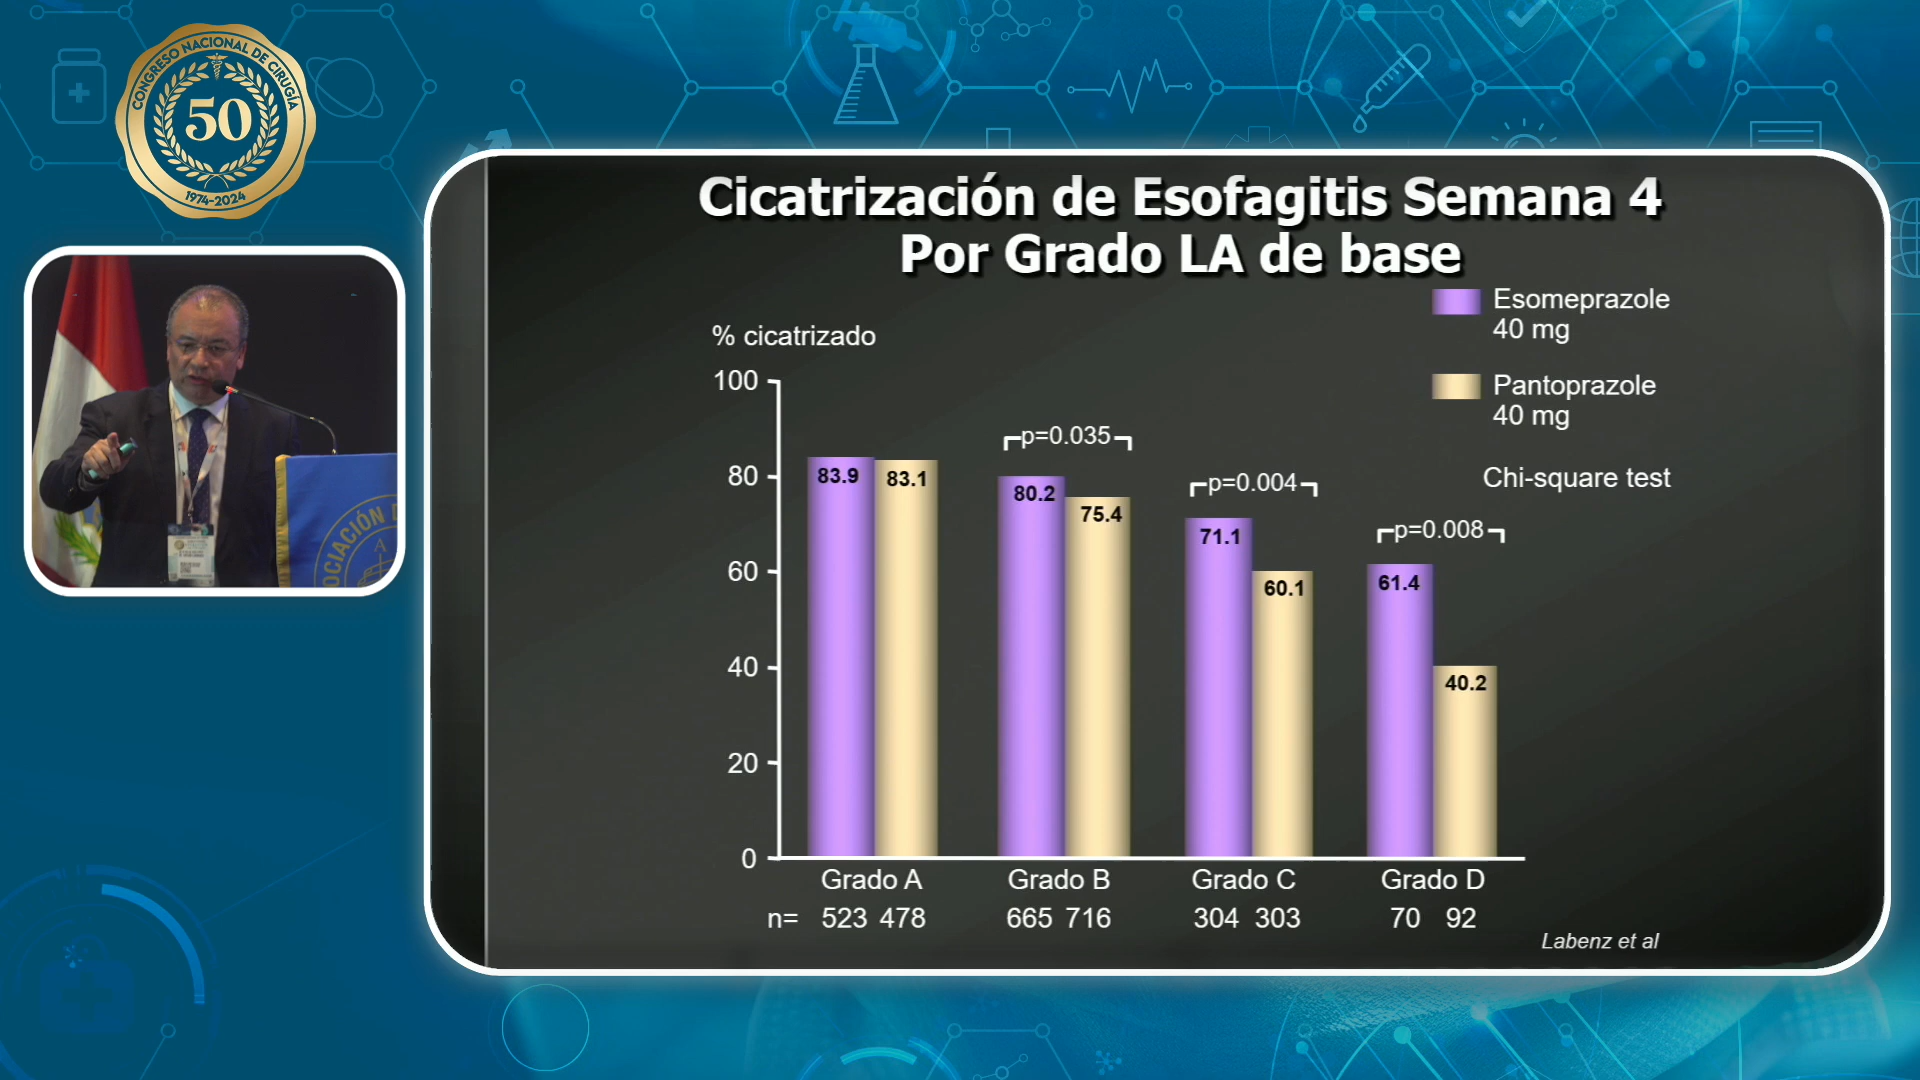 CONGRESO NACIONAL DE CIRUGÍA
50
1974-2024
Cicatrización de Esofagitis Semana 4
Por Grado LA de base
Esomeprazole
40 mg
Pantoprazole
40 mg
Chi-square test
% cicatrizado
100
80
60
40
20
0
p=0.035
p=0.004
p=0.008
83.9 83.1
80.2 75.4
71.1 60.1
61.4 40.2
Grado A Grado B Grado C Grado D
n= 523 478 665 716 304 303 70 92
Labenz et al